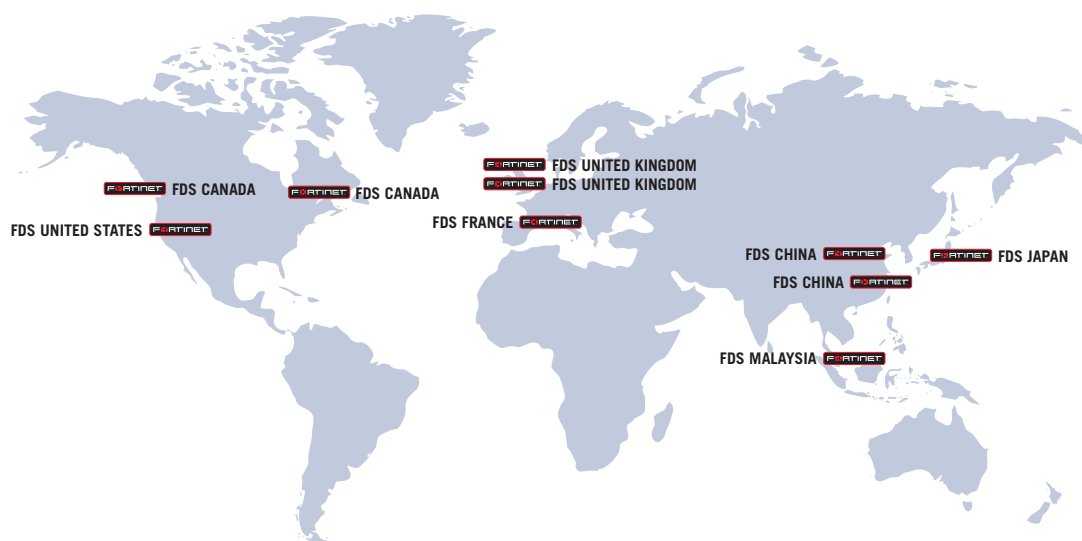 FORTINET FDS UNITED KINGDOM
FORTINET FDS UNITED KINGDOM
FORTINET FDS CANADA
FORTINET FDS CANADA
FDS FRANCE FORTINET
FDS UNITED STATES FORTINET
FDS CHINA FORTINET
FORTINET FDS JAPAN
FDS CHINA FORTINET
FDS MALAYSIA FORTINET